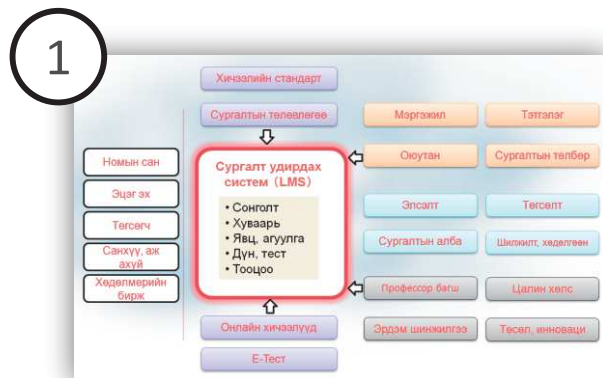 1
Хичээлийн стандарт
Сургалтын төлөвлөгөө
Номын сан
Эцэг эх
Төгсөгч
Санхүү, аж
ахуй
Хөдөлмөрийн
бирж
Сургалт удирдах
систем (LMS)
• Сонголт
• Хуваарь
• Явц, агуулга
• Дүн, тест
• Тооцоо
Онлайн хичээлүүд
Е-Тест
Мэргэжил
Тэтгэлэг
Оюутан
Сургалтын төлбөр
Элсэлт
Төгсөлт
Сургалтын алба
Шилжилт, хөдөлгөөн
Профессор багш
Цалин хөлс
Эрдэм шинжилгээ
Төсөл, инноваци